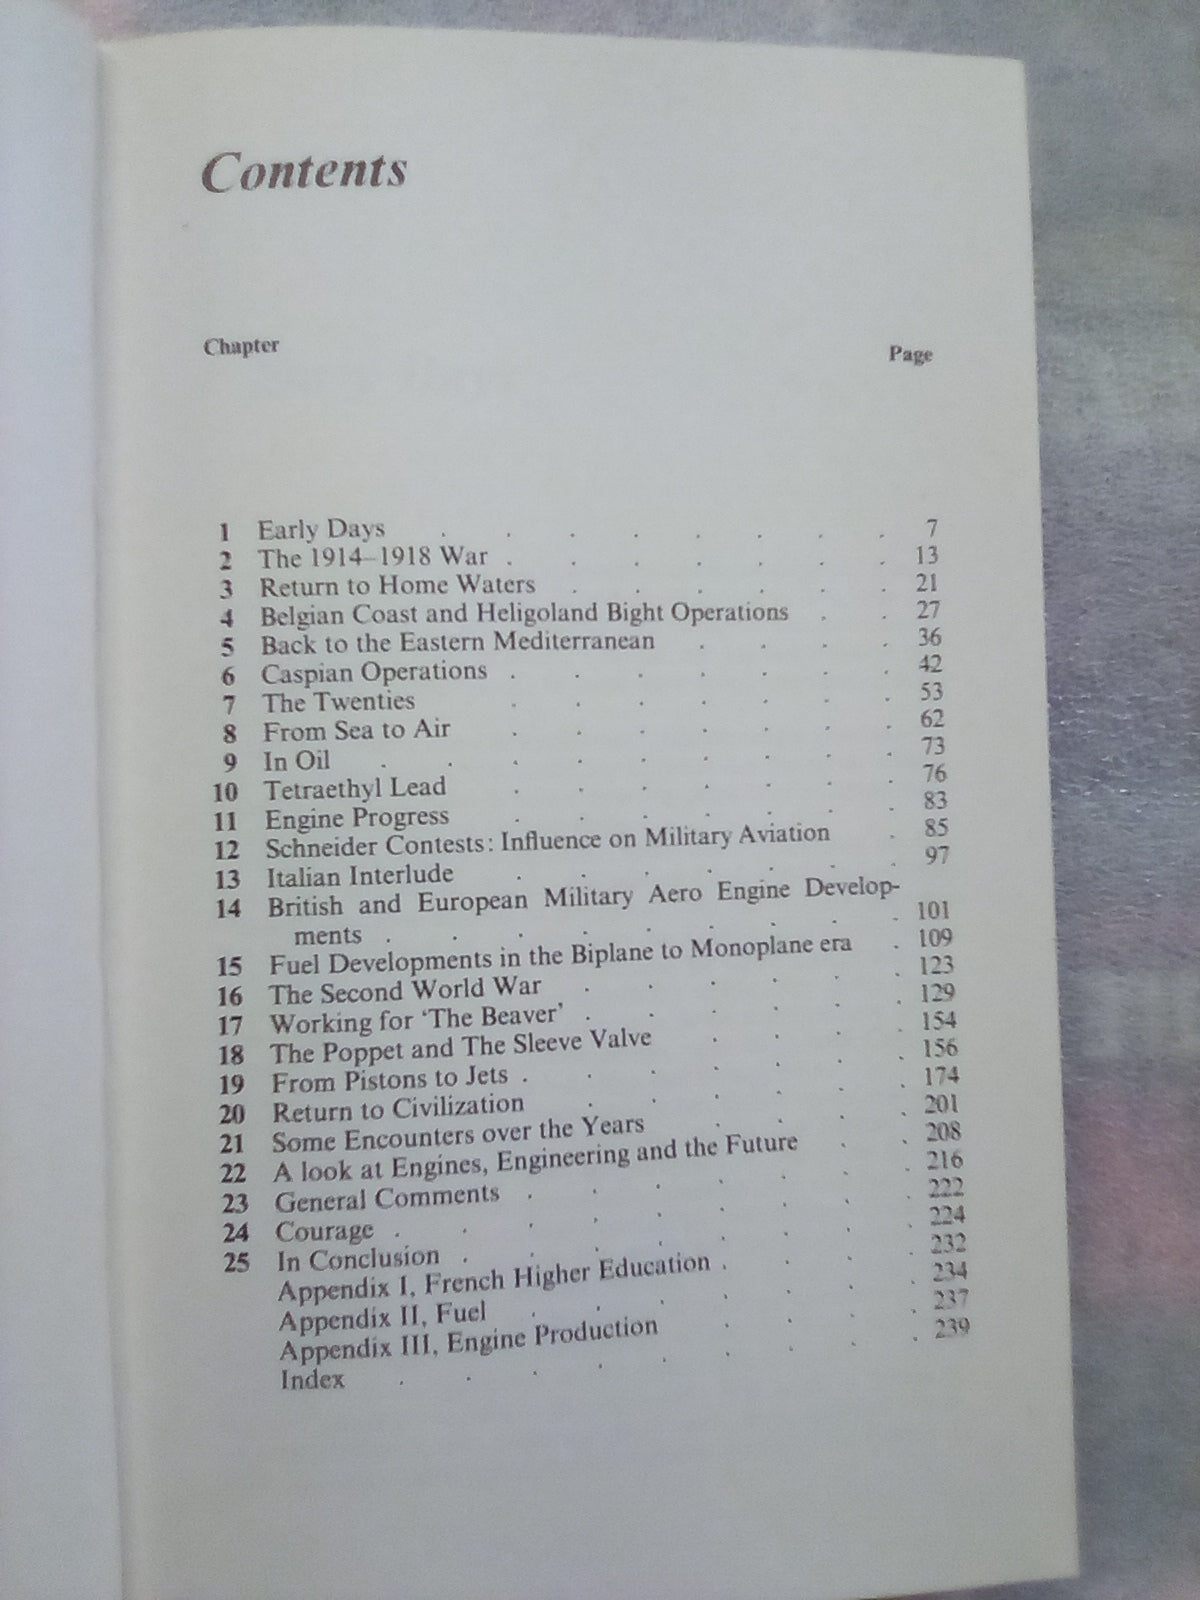 Contents
Chapter Page
1 Early Days . . . . . . . . 7
2 The 1914–1918 War . . . . . . . 13
3 Return to Home Waters . . . . . . 21
4 Belgian Coast and Heligoland Bight Operations . . 27
5 Back to the Eastern Mediterranean . . . . 36
6 Caspian Operations . . . . . . . 42
7 The Twenties . . . . . . . 53
8 From Sea to Air . . . . . . . 62
9 In Oil . . . . . . . . . 73
10 Tetraethyl Lead . . . . . . . 76
11 Engine Progress . . . . . . . 83
12 Schneider Contests: Influence on Military Aviation . 85
13 Italian Interlude . . . . . . . 97
14 British and European Military Aero Engine Develop-
ments . . . . . . . . . 101
15 Fuel Developments in the Biplane to Monoplane era . 109
16 The Second World War . . . . . . 123
17 Working for ‘The Beaver’ . . . . . . 129
18 The Poppet and The Sleeve Valve . . . . 154
19 From Pistons to Jets . . . . . . . 156
20 Return to Civilization . . . . . . 174
21 Some Encounters over the Years . . . . 201
22 A look at Engines, Engineering and the Future . . 208
23 General Comments . . . . . . . 216
24 Courage . . . . . . . . . 222
25 In Conclusion . . . . . . . . 224
Appendix I, French Higher Education . . . . 232
Appendix II, Fuel . . . . . . . 234
Appendix III, Engine Production . . . . 237
Index . . . . . . . . . 239